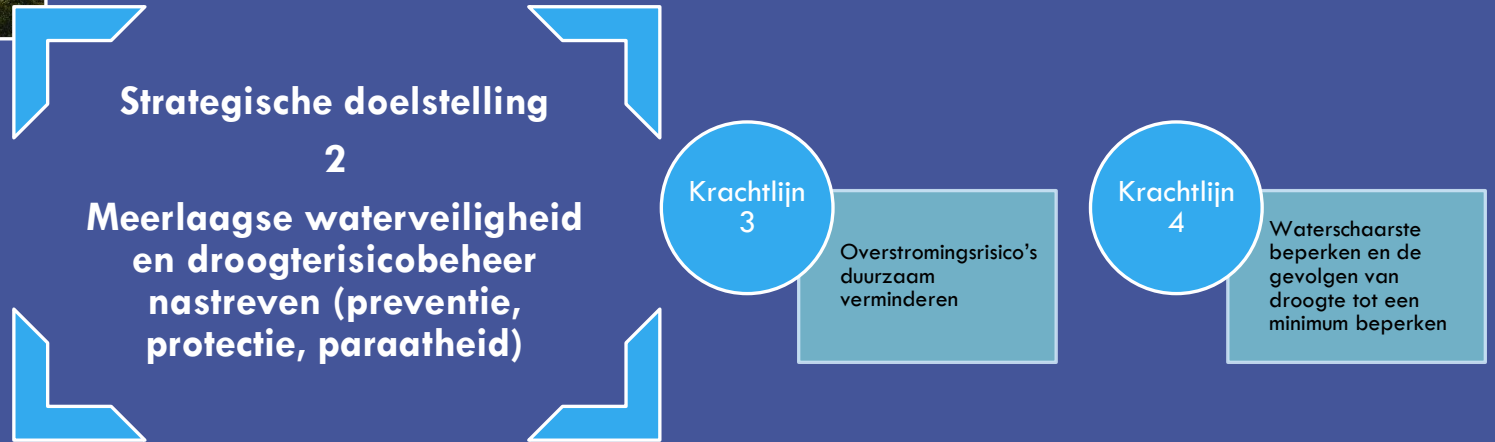 Strategische doelstelling
2
Meerlaagse waterveiligheid
en droogterisicobeheer
nastreven (preventie,
protectie, paraatheid)
Krachtlijn
3
Overstromingsrisico's
duurzaam
verminderen
Krachtlijn
4
Waterschaarste
beperken en de
gevolgen van
droogte tot een
minimum beperken